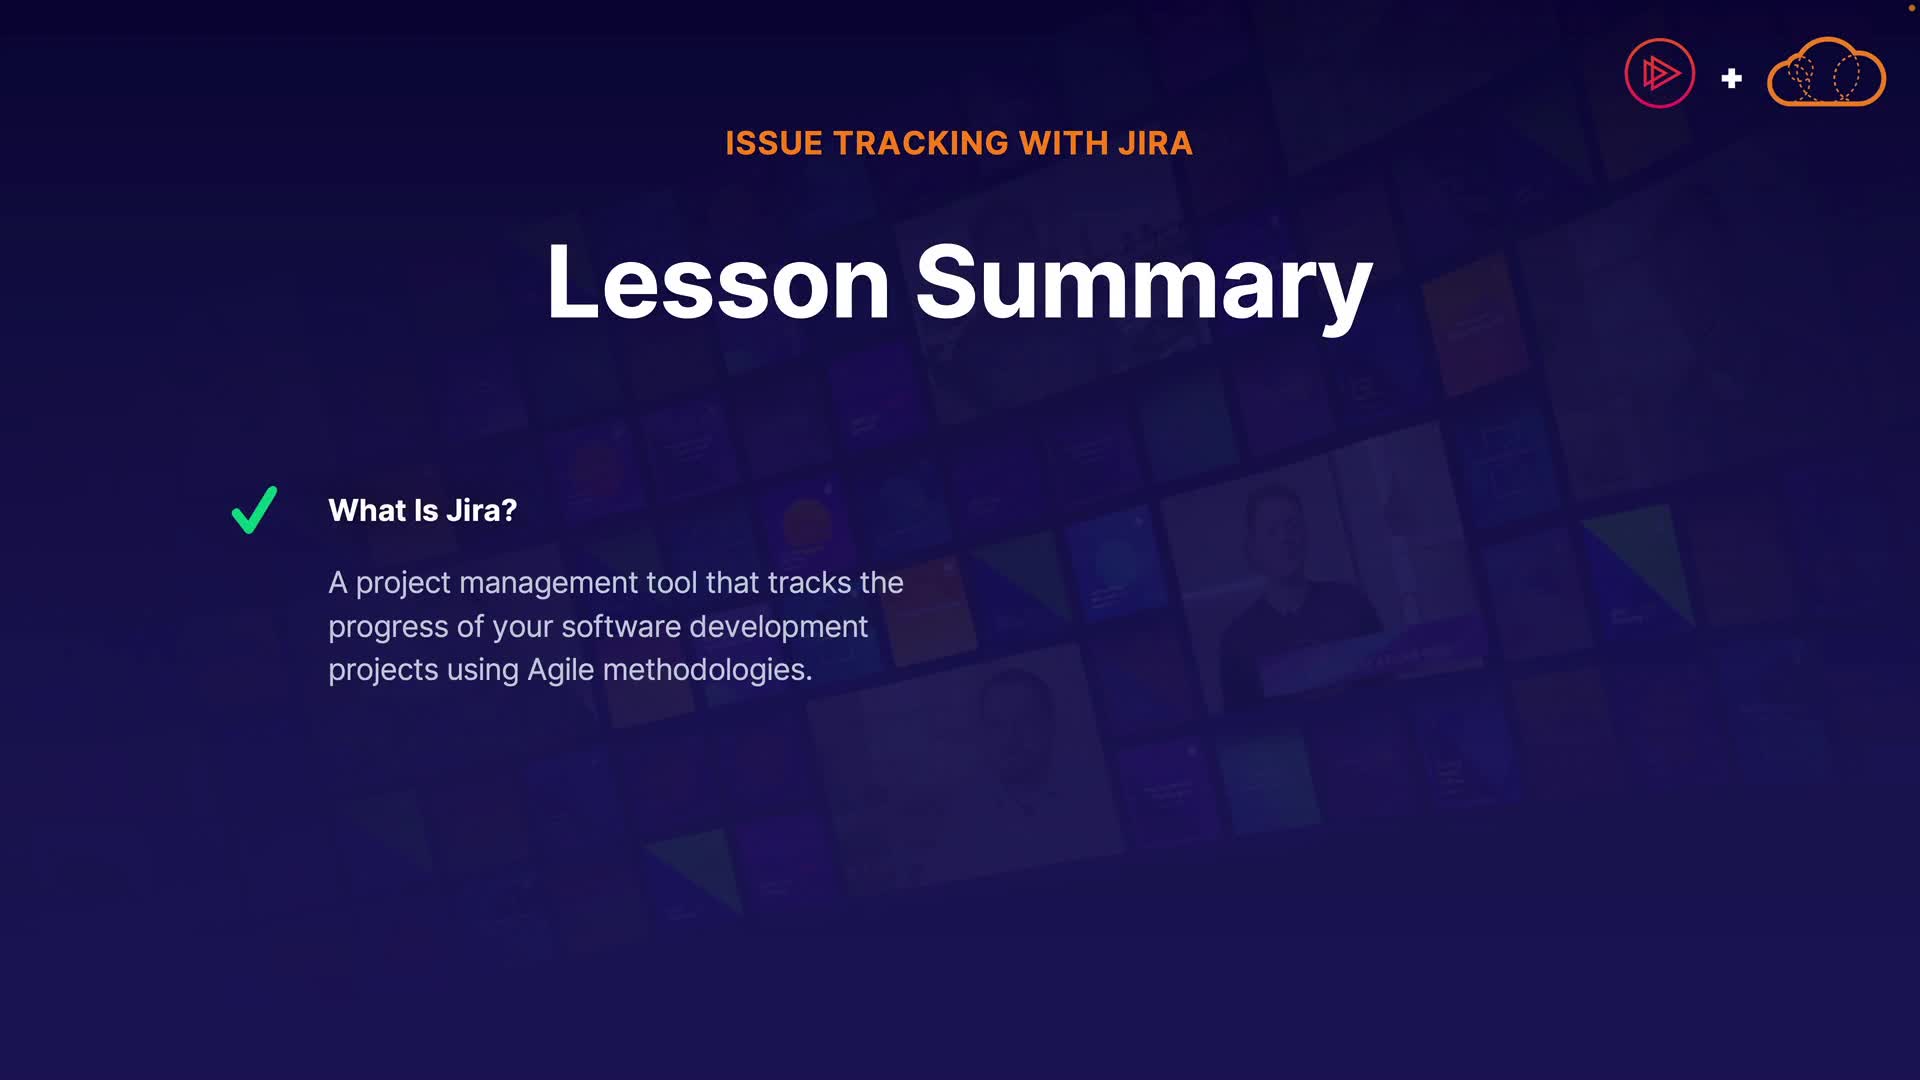 ISSUE TRACKING WITH JIRA
Lesson Summary
What Is Jira?
A project management tool that tracks the
progress of your software development
projects using Agile methodologies.